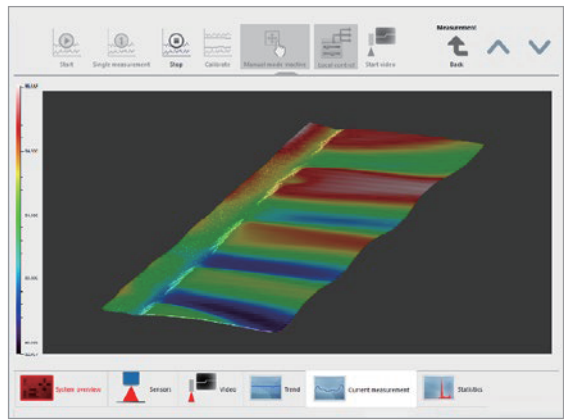 Measurement
Start
Single measurement
Stop
Calibrate
Manual mode inactive
Local control
Start video
Back
System overview
Sensors
Video
Trend
Current measurement
Statistics